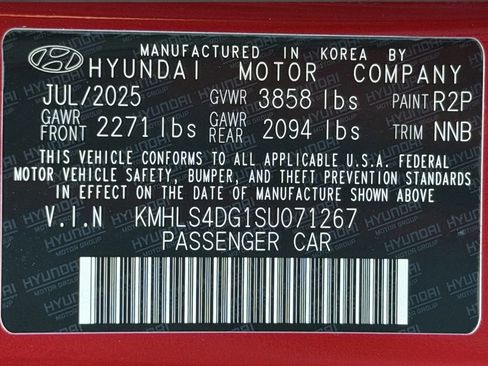 MANUFACTURED IN KOREA BY
HYUNDAI MOTOR COMPANY
JUL/2025 GVWR 3858 lbs PAINT R2P
GAWR FRONT 2271 lbs GAWR REAR 2094 lbs TRIM NNB
THIS VEHICLE CONFORMS TO ALL APPLICABLE U.S.A. FEDERAL
MOTOR VEHICLE SAFETY, BUMPER, AND THEFT PREVENTION STANDARDS
IN EFFECT ON THE DATE OF MANUFACTURE SHOWN ABOVE
V.I.N KMHLS4DG1SU071267
PASSENGER CAR